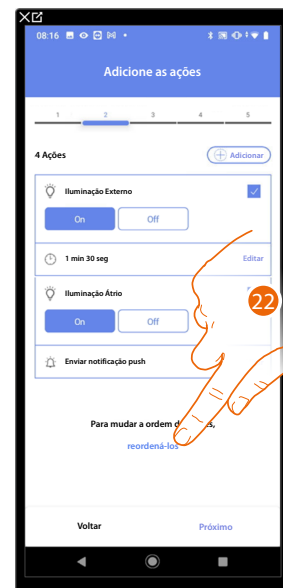 08:16
Adicione as ações
1 2 3 4 5
4 Ações
Adicionar
Iluminação Externo
On Off
1 min 30 seg Editar
Iluminação Átrio
22
On Off
Enviar notificação push
Para mudar a ordem
reordená-los
Voltar Próximo